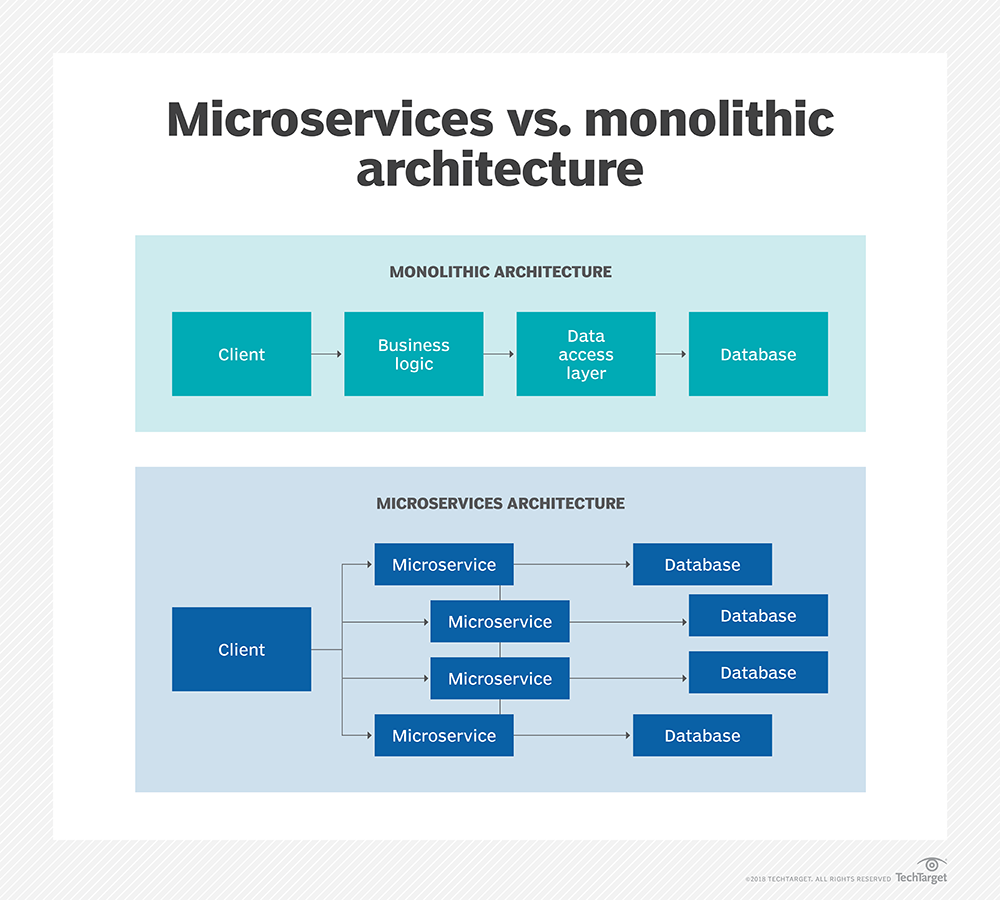 Microservices vs. monolithic
architecture
MONOLITHIC ARCHITECTURE
Client
Business
logic
Data
access
layer
Database
MICROSERVICES ARCHITECTURE
Client
Microservice
Database
Microservice
Database
Microservice
Database
Microservice
Database
©2018 TECHTARGET. ALL RIGHTS RESERVED
TechTarget